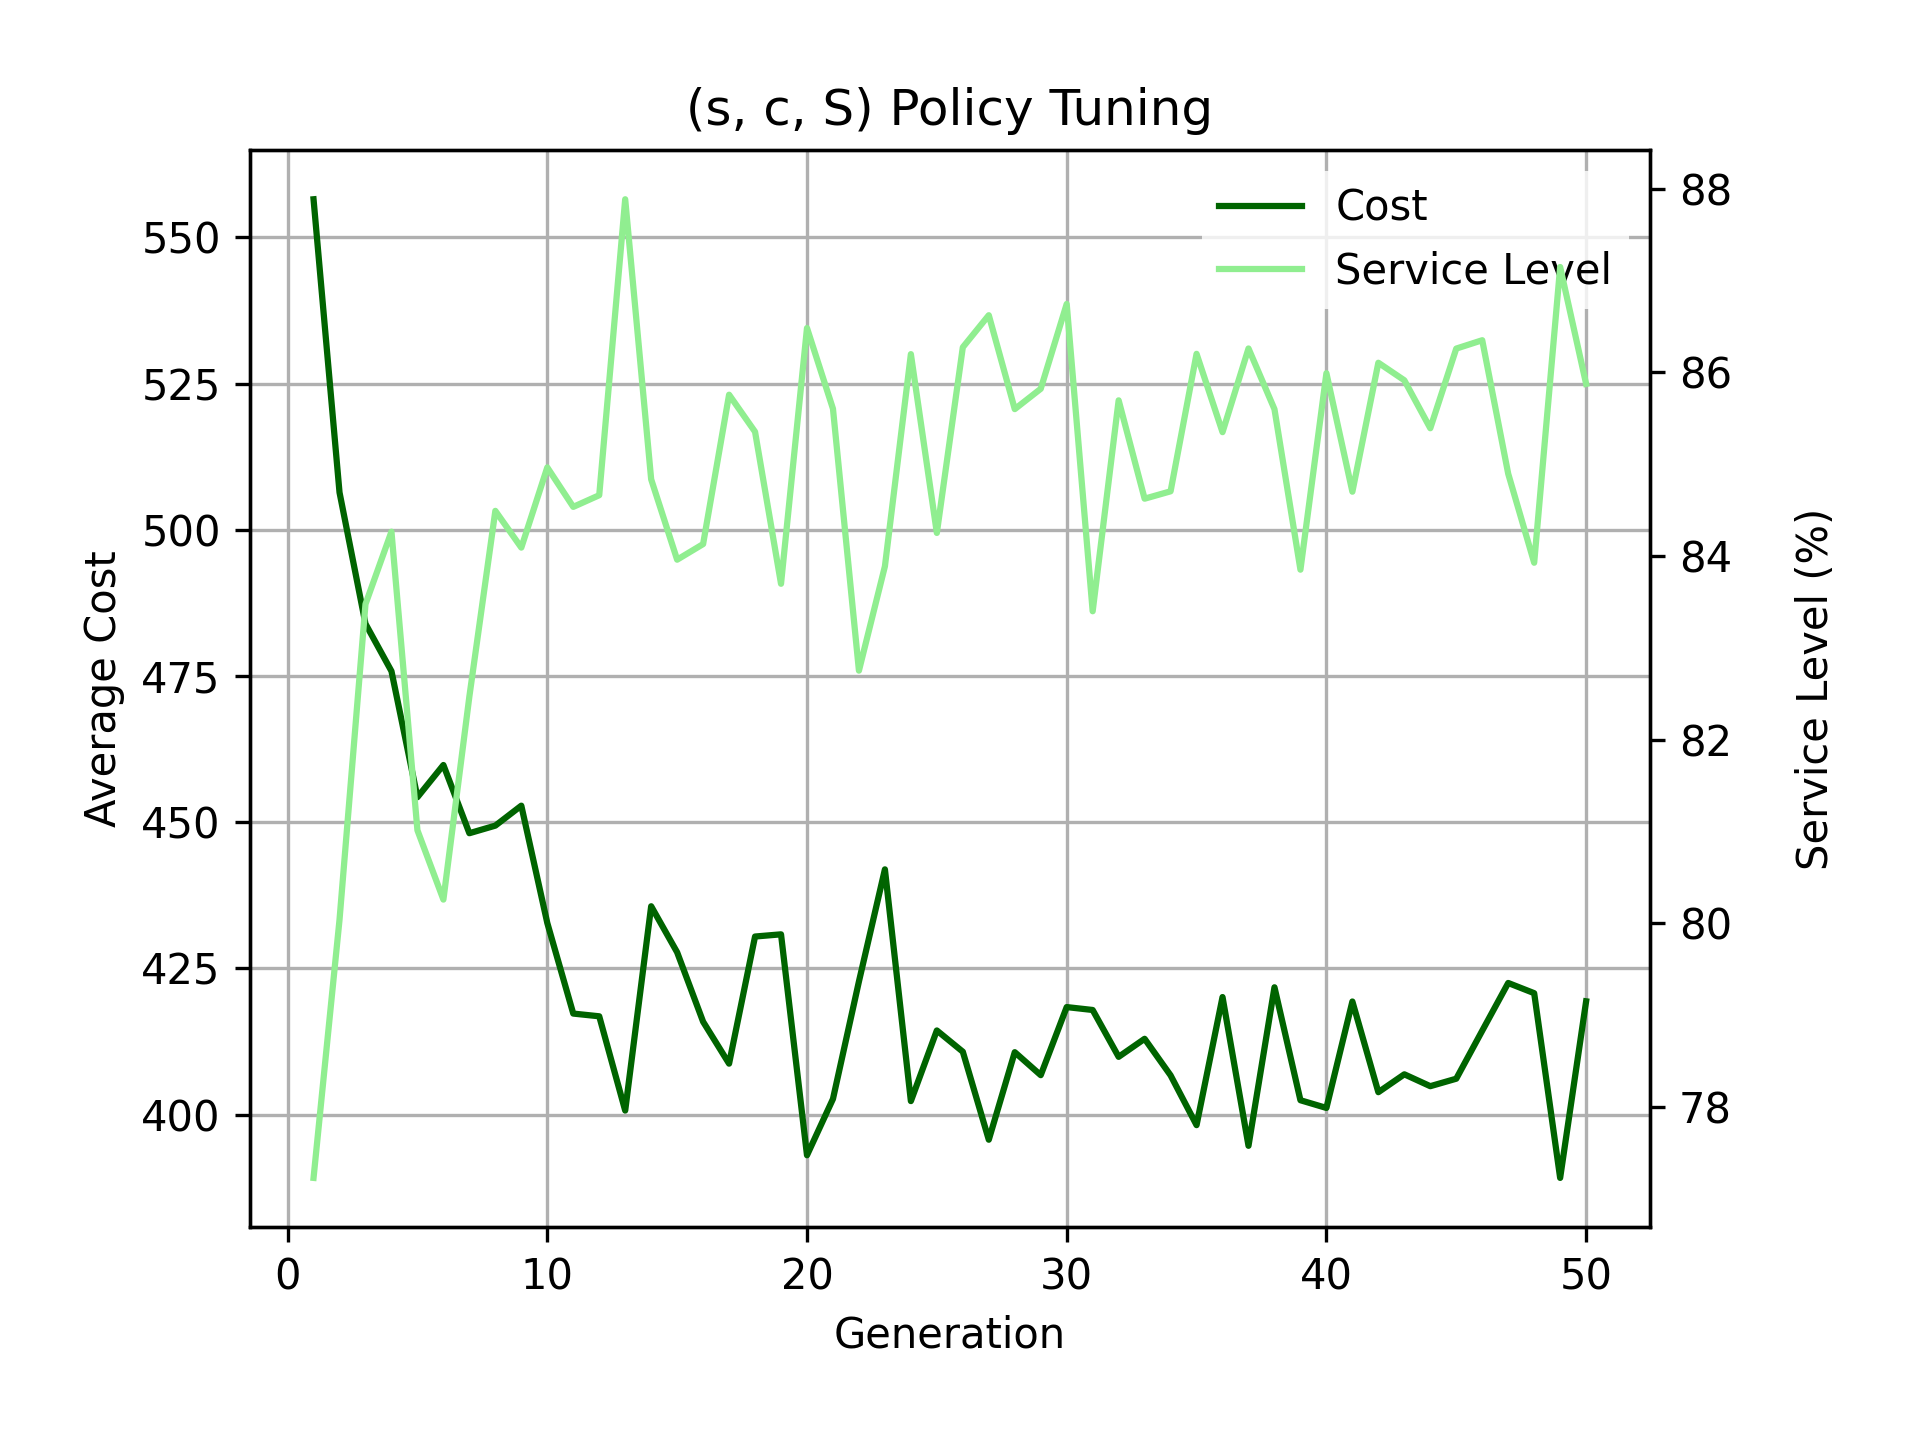 (s, c, S) Policy Tuning
Cost
Service Level
550
525
500
475
450
425
400
Average Cost
88
86
84
82
80
78
Service Level (%)
0 10 20 30 40 50
Generation